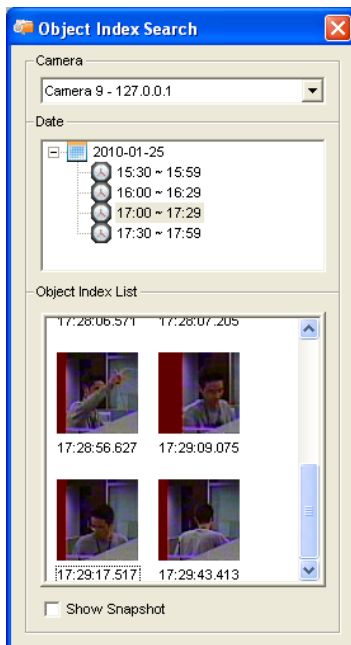 Object Index Search
Camera
Camera 9 - 127.0.0.1
Date
2010-01-25
15:30 ~ 15:59
16:00 ~ 16:29
17:00 ~ 17:29
17:30 ~ 17:59
Object Index List
17:28:06.571 17:28:07.205
17:28:56.627 17:29:09.075
17:29:17.517 17:29:43.413
Show Snapshot